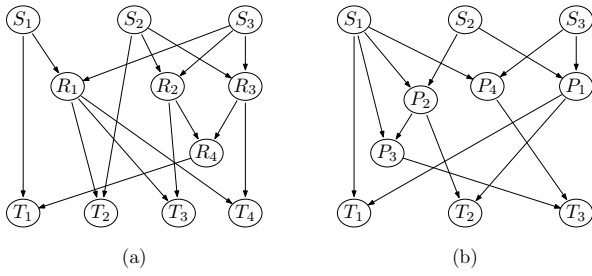 S₁ S₂ S₃ S₁ S₂ S₃
R₁ R₂ R₃ P₂ P₄ P₁
R₄ P₃
T₁ T₂ T₃ T₄ T₁ T₂ T₃
(a) (b)